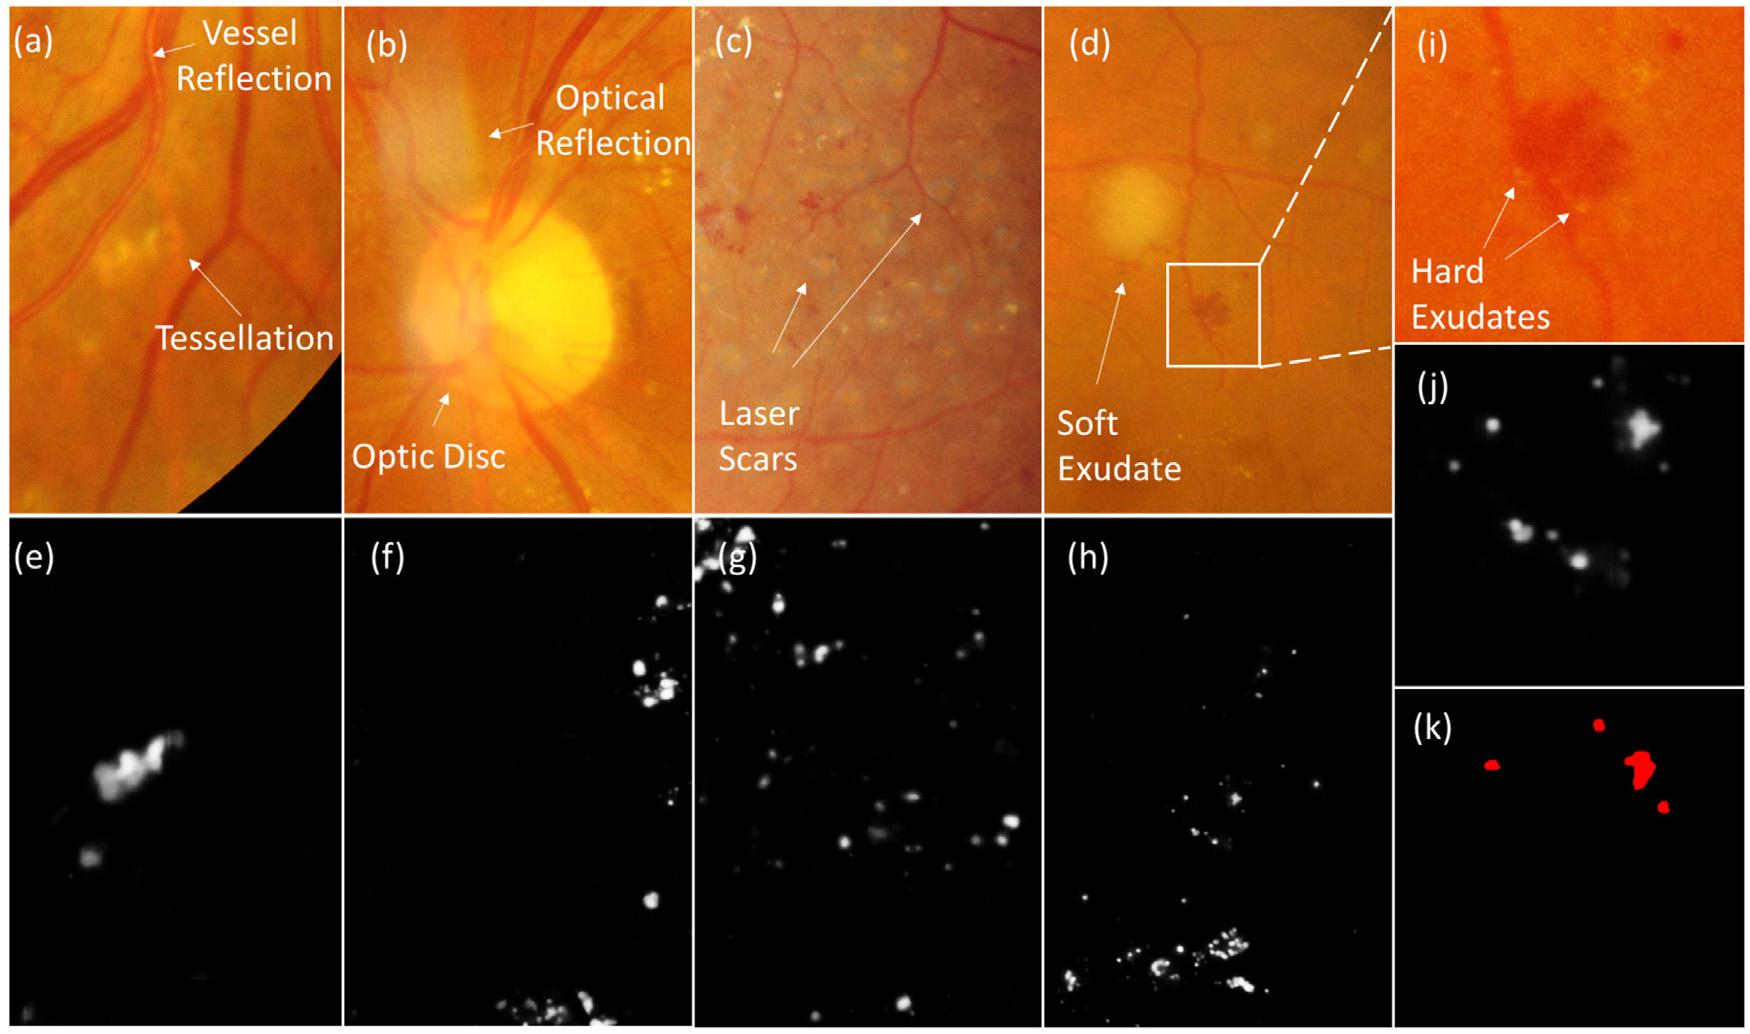 (a)
Vessel
Reflection
Tessellation
(b)
Optical
Reflection
Optic Disc
(c)
Laser
Scars
(d)
Soft
Exudate
(i)
Hard
Exudates
(j)
(k)
(e)
(f)
(g)
(h)